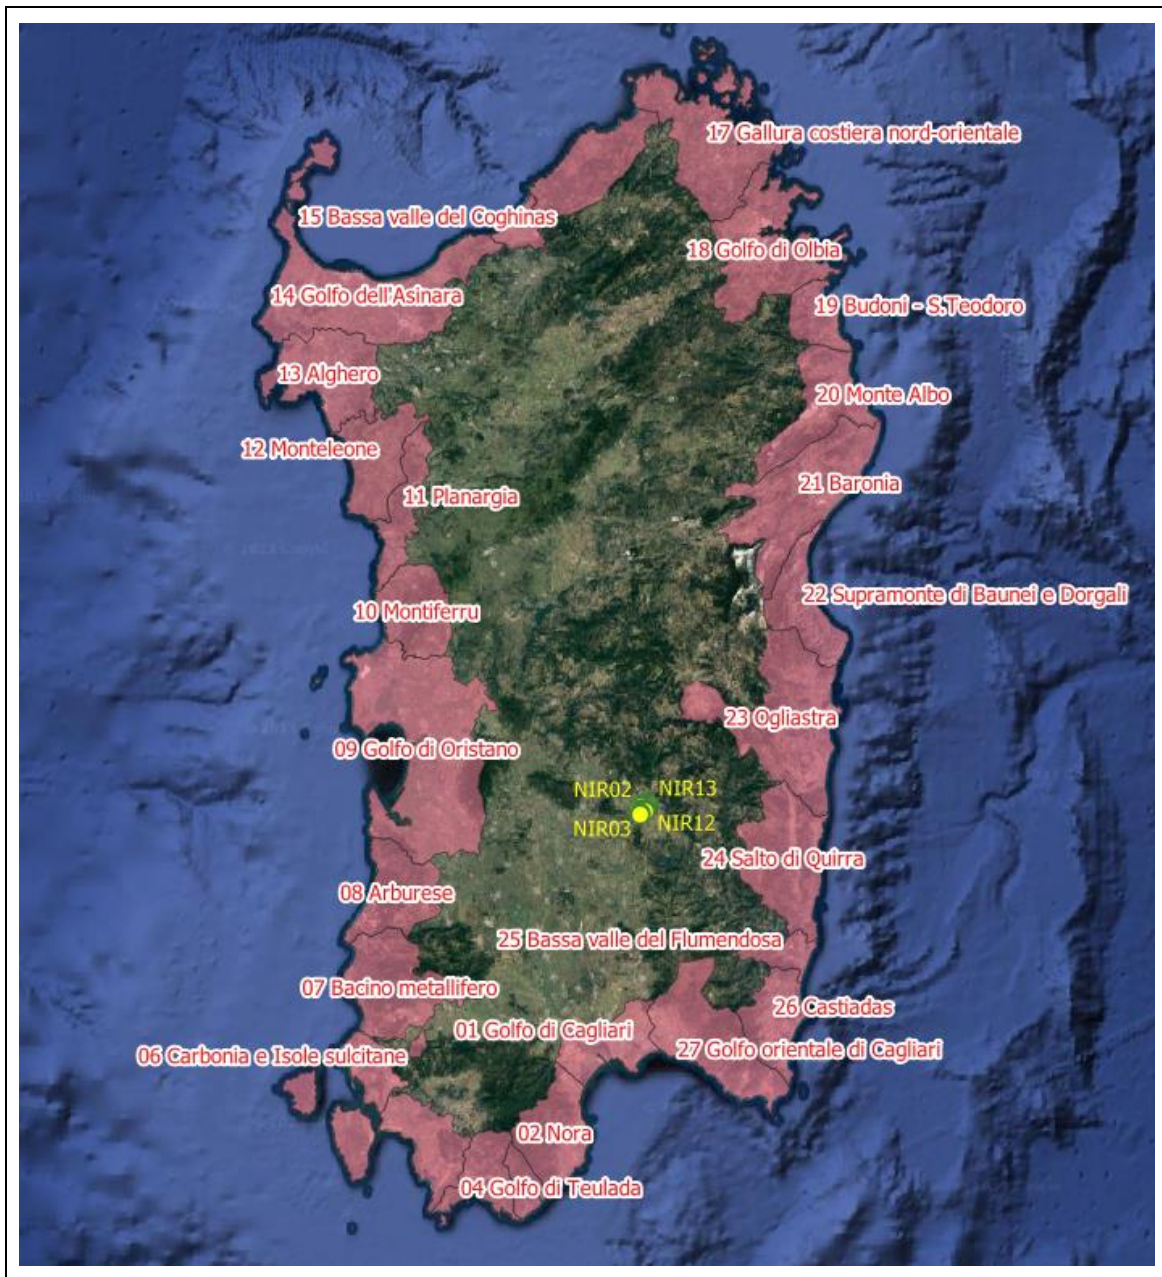 17 Gallura costiera nord-orientale
15 Bassa valle del Coghinas
18 Golfo di Olbia
14 Golfo dell'Asinara
19 Budoni - S.Teodoro
13 Alghero
20 Monte Albo
12 Monteleone
21 Baronia
11 Planargia
22 Supramonte di Baunei e Dorgali
10 Montiferru
23 Ogliastra
09 Golfo di Oristano
NIR02 NIR13
NIR03 NIR12
24 Salto di Quirra
08 Arburese
25 Bassa valle del Flumendosa
07 Bacino metallifero
26 Castiadas
01 Golfo di Cagliari
27 Golfo orientale di Cagliari
06 Carbonia e Isole sulcitane
02 Nora
04 Golfo di Teulada